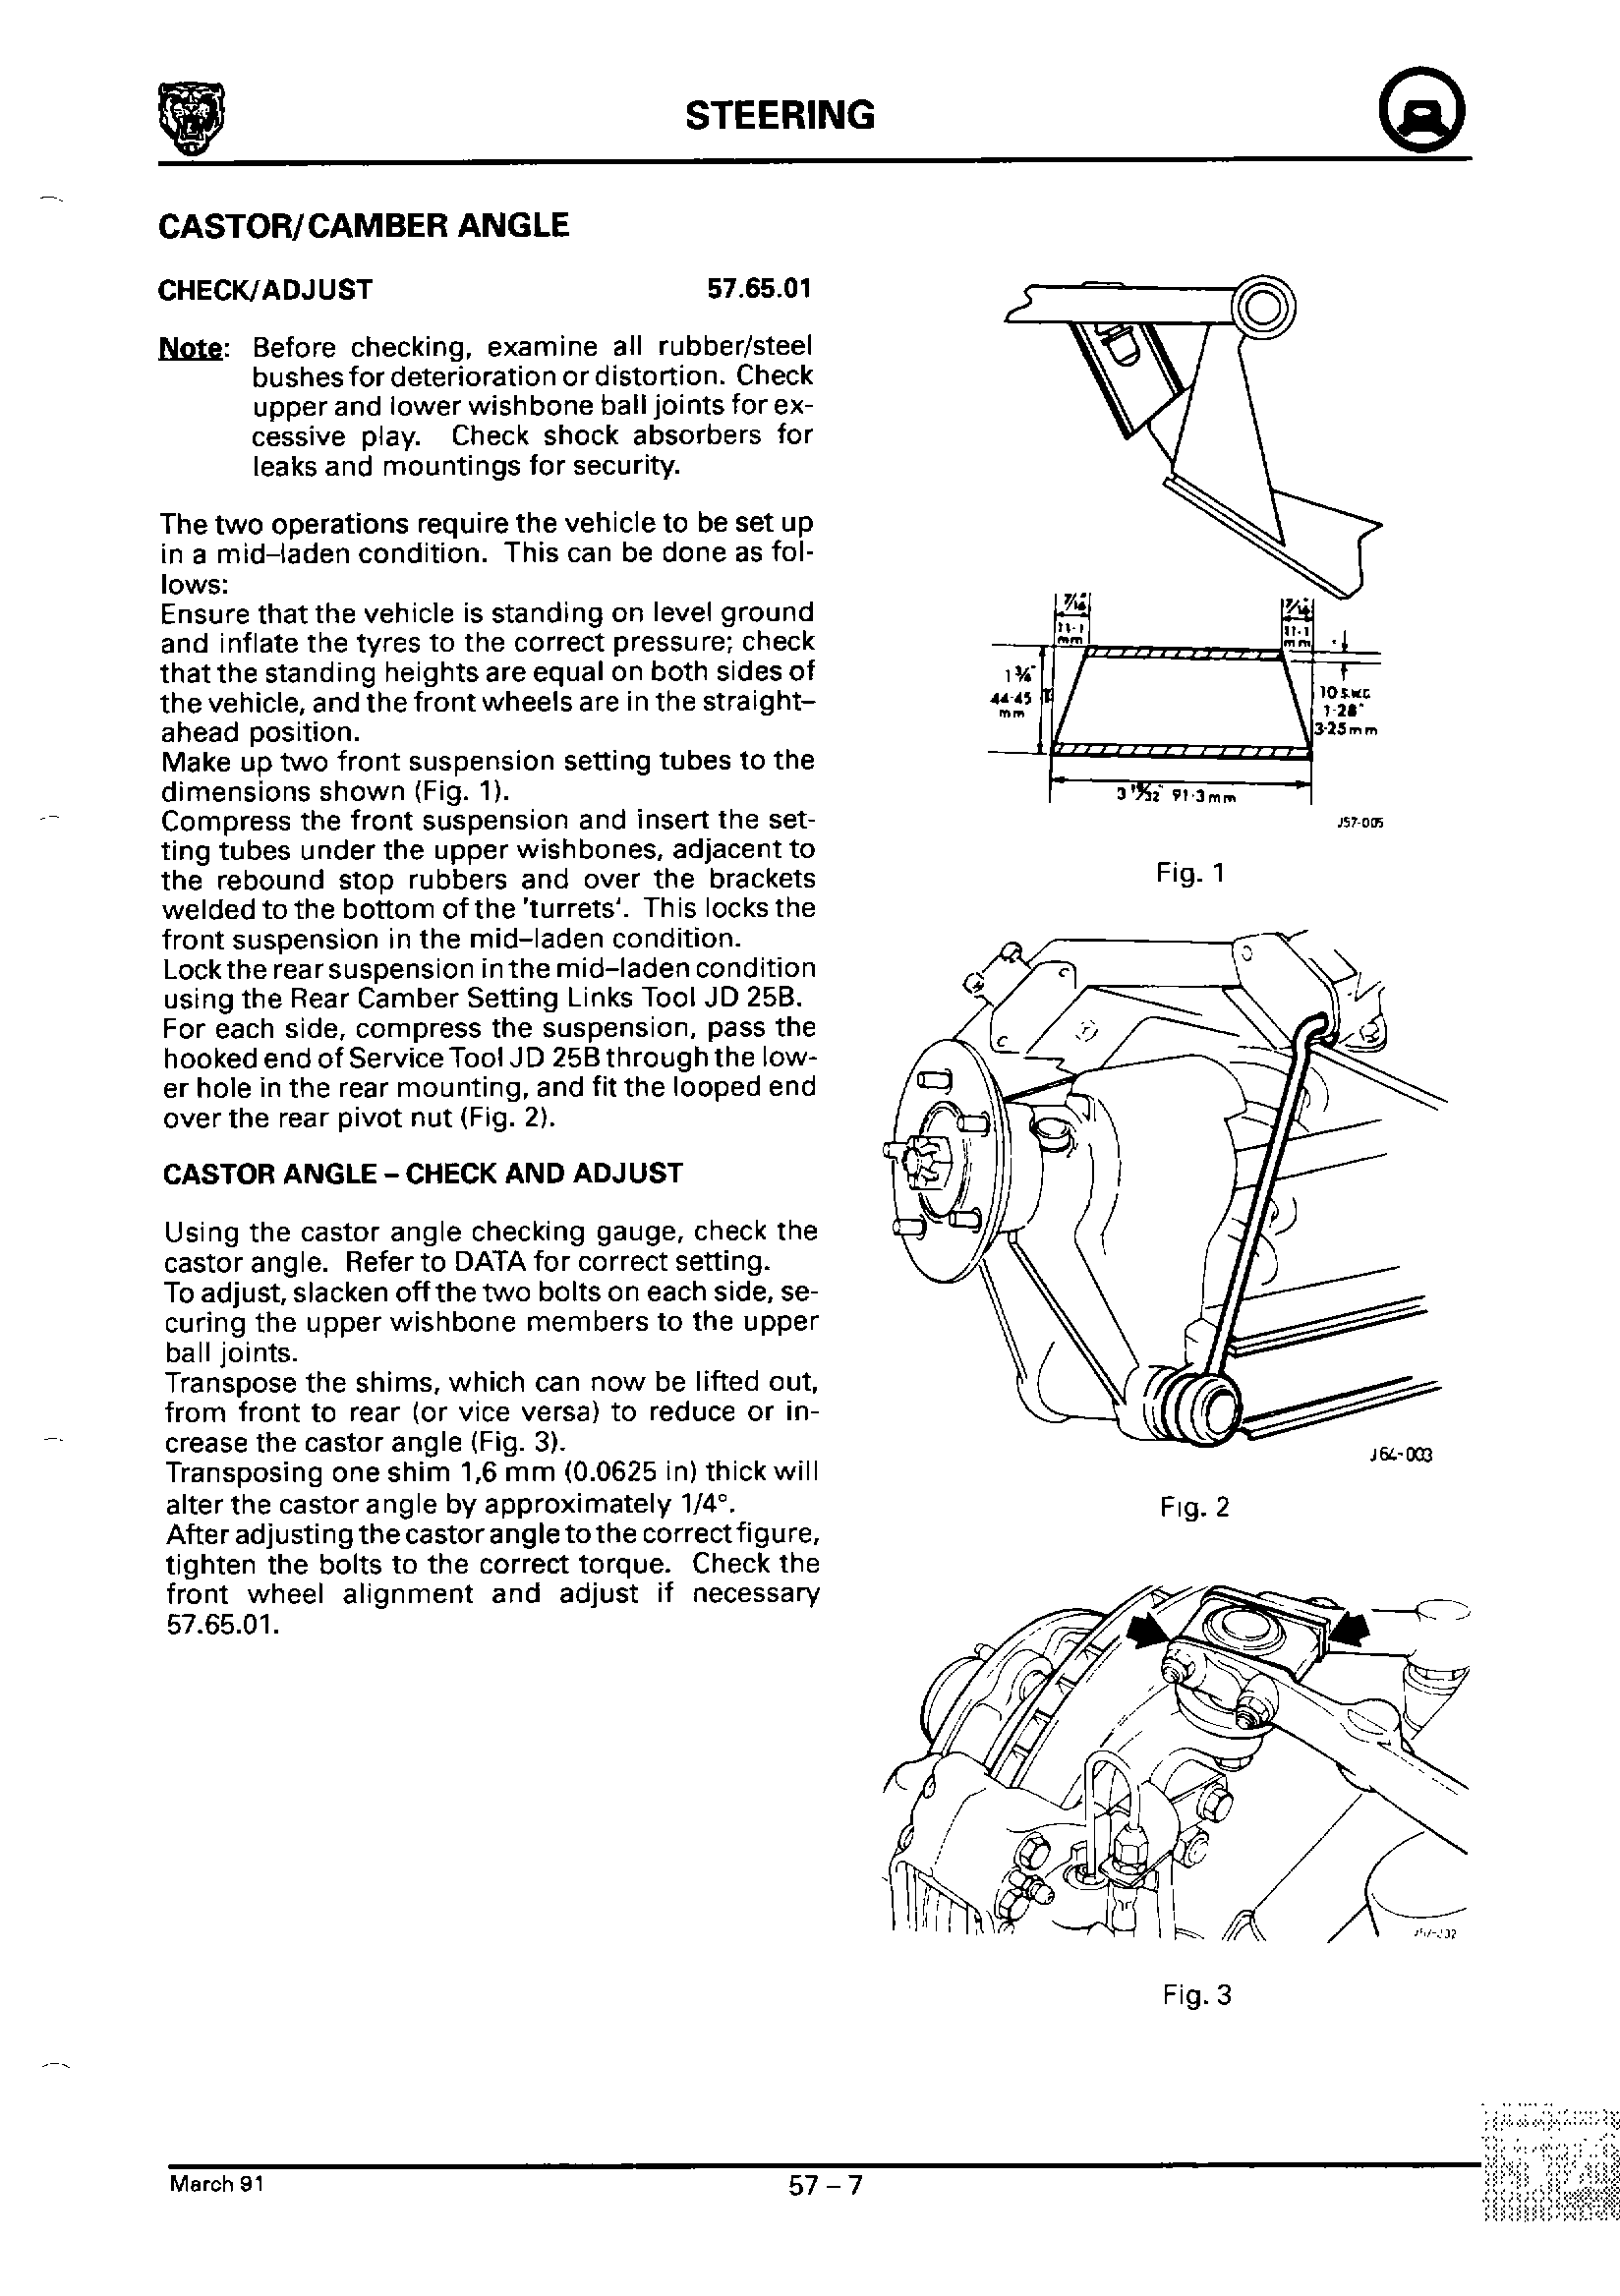 STEERING
CASTOR/CAMBER ANGLE
CHECK/ADJUST 57.65.01
Note: Before checking, examine all rubber/steel
bushes for deterioration or distortion. Check
upper and lower wishbone ball joints for ex-
cessive play. Check shock absorbers for
leaks and mountings for security.
The two operations require the vehicle to be set up
in a mid–laden condition. This can be done as fol-
lows:
Ensure that the vehicle is standing on level ground
and inflate the tyres to the correct pressure; check
that the standing heights are equal on both sides of
the vehicle, and the front wheels are in the straight–
ahead position.
Make up two front suspension setting tubes to the
dimensions shown (Fig. 1).
Compress the front suspension and insert the set-
ting tubes under the upper wishbones, adjacent to
the rebound stop rubbers and over the brackets
welded to the bottom of the 'turrets'. This locks the
front suspension in the mid–laden condition.
Lock the rear suspension in the mid–laden condition
using the Rear Camber Setting Links Tool JD 25B.
For each side, compress the suspension, pass the
hooked end of Service Tool JD 25B through the low-
er hole in the rear mounting, and fit the looped end
over the rear pivot nut (Fig. 2).
CASTOR ANGLE – CHECK AND ADJUST
Using the castor angle checking gauge, check the
castor angle. Refer to DATA for correct setting.
To adjust, slacken off the two bolts on each side, se-
curing the upper wishbone members to the upper
ball joints.
Transpose the shims, which can now be lifted out,
from front to rear (or vice versa) to reduce or in-
crease the castor angle (Fig. 3).
Transposing one shim 1,6 mm (0.0625 in) thick will
alter the castor angle by approximately 1/4°.
After adjusting the castor angle to the correct figure,
tighten the bolts to the correct torque. Check the
front wheel alignment and adjust if necessary
57.65.01.
7/16"
11·1
mm
7/16"
11·1
mm
1¾"
44·45
mm
10 S.W.G
1·28"
3·25mm
3 19/32" 91·3mm
J57-005
Fig. 1
J64-003
Fig. 2
Fig. 3
March 91
57 – 7